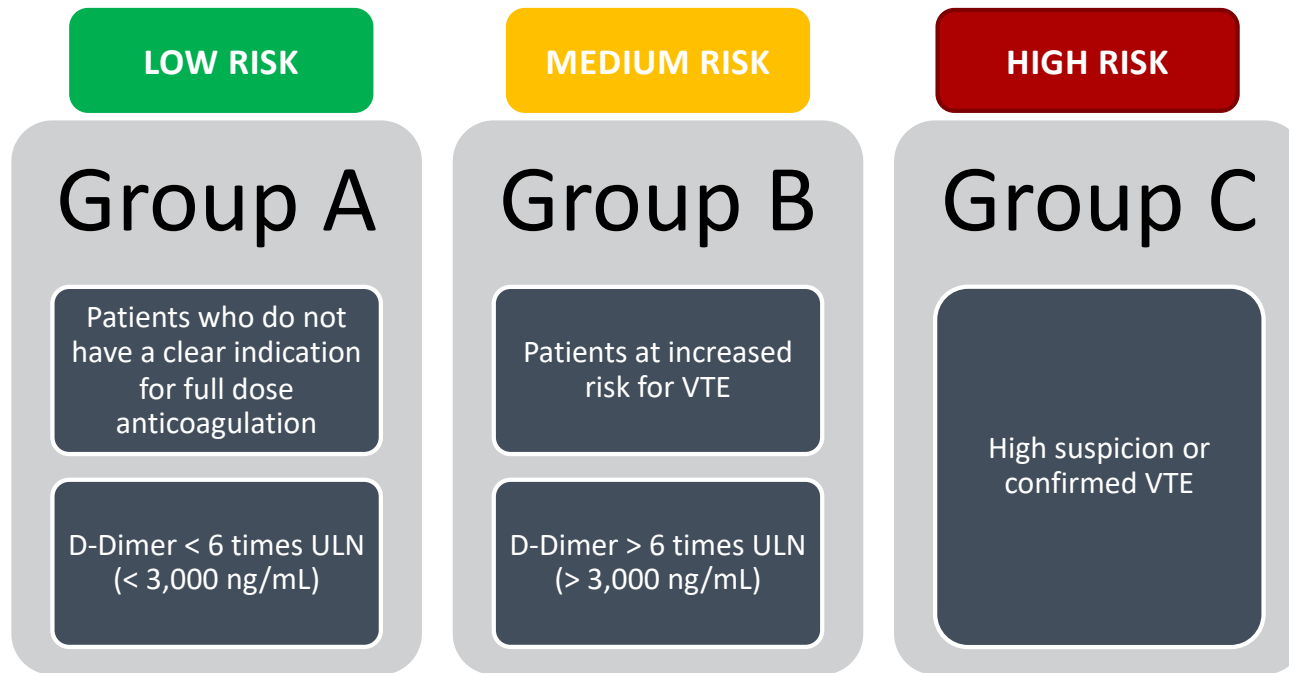 LOW RISK
Group A
Patients who do not
have a clear indication
for full dose
anticoagulation
D-Dimer < 6 times ULN
(< 3,000 ng/mL)
MEDIUM RISK
Group B
Patients at increased
risk for VTE
D-Dimer > 6 times ULN
(> 3,000 ng/mL)
HIGH RISK
Group C
High suspicion or
confirmed VTE